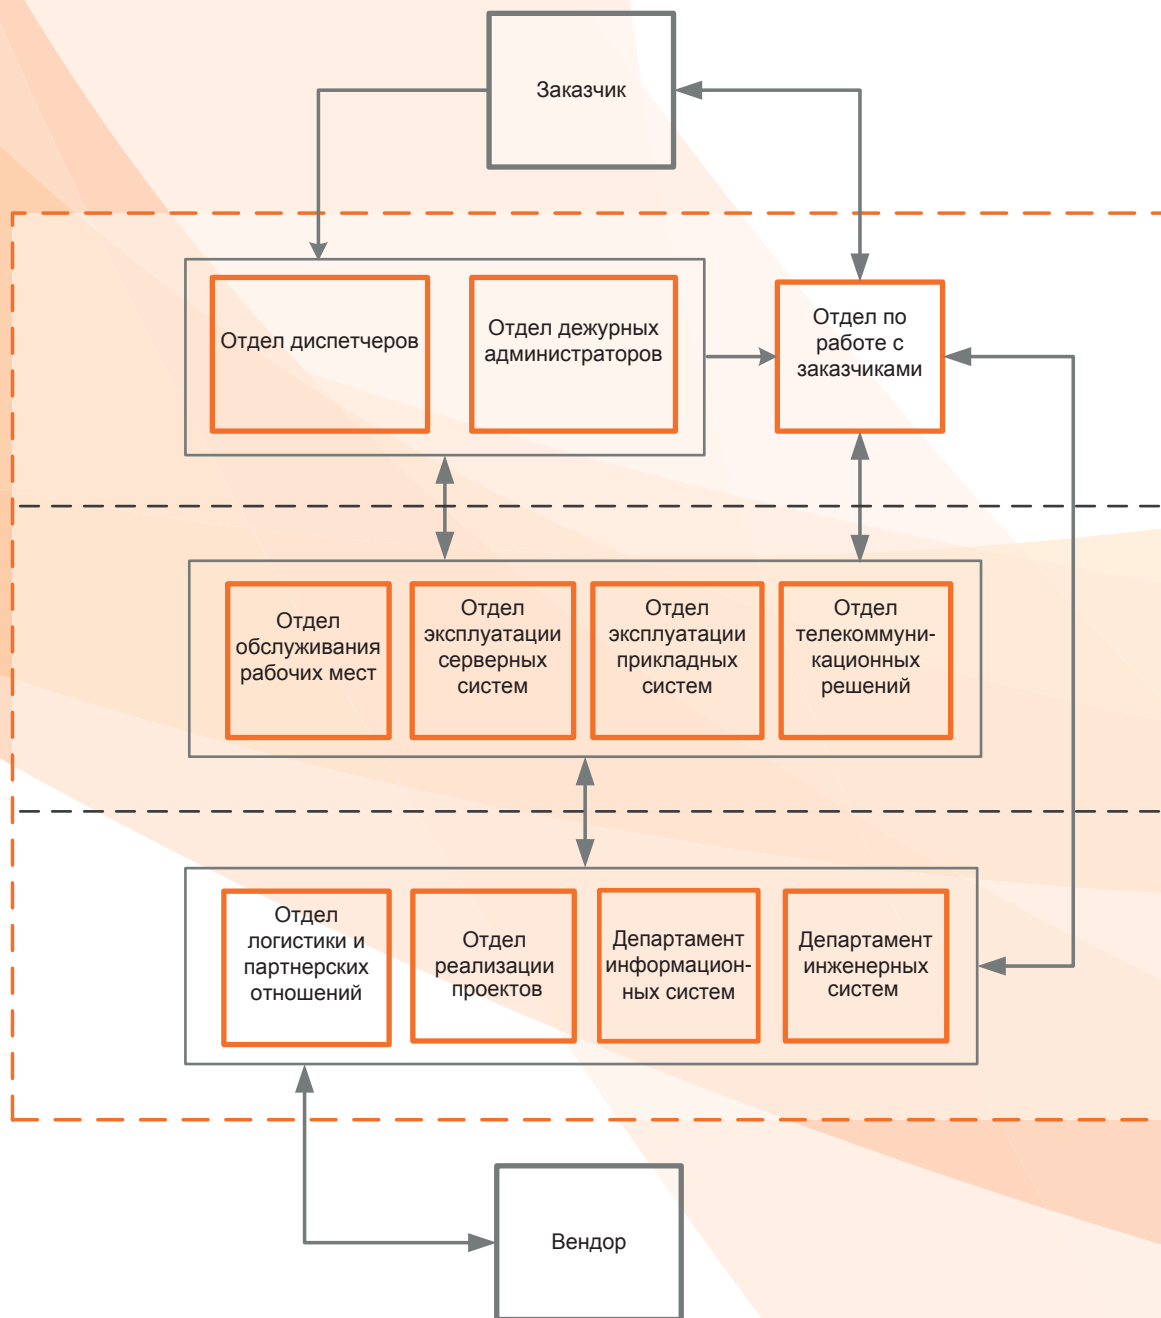 Заказчик
Отдел диспетчеров
Отдел дежурных
администраторов
Отдел по
работе с
заказчиками
Отдел
обслуживания
рабочих мест
Отдел
эксплуатации
серверных
систем
Отдел
эксплуатации
прикладных
систем
Отдел
телекоммуни-
кационных
решений
Отдел
логистики и
партнерских
отношений
Отдел
реализации
проектов
Департамент
информацион-
ных систем
Департамент
инженерных
систем
Вендор